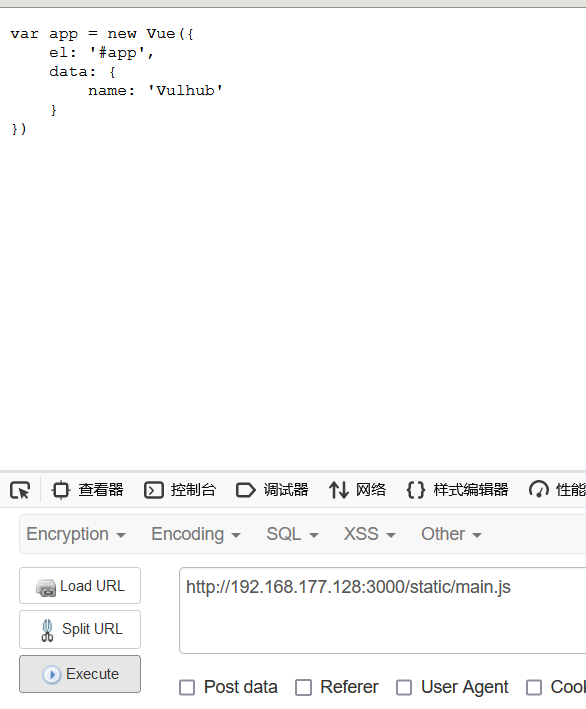 var app = new Vue({
    el: '#app',
    data: {
        name: 'Vulhub'
    }
})
查看器 控制台 调试器 网络 样式编辑器 性能
Encryption Encoding SQL XSS Other
Load URL http://192.168.177.128:3000/static/main.js
Split URL
Execute
Post data Referer User Agent